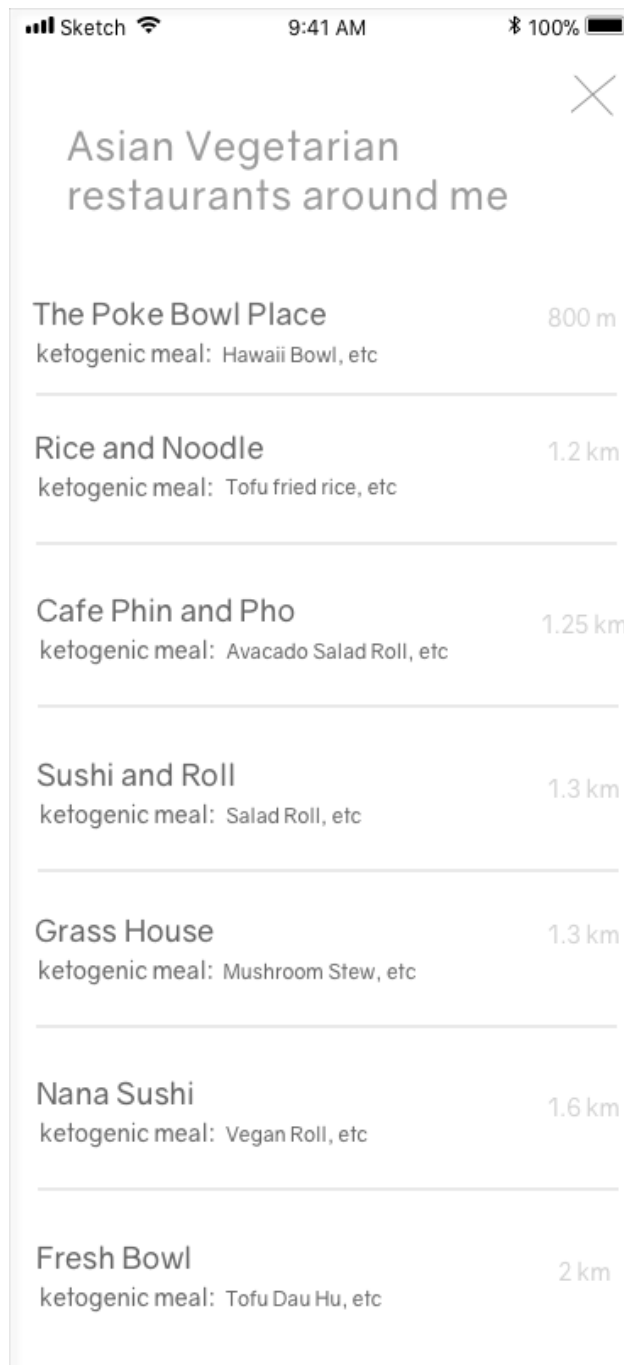 Sketch 9:41 AM 100%
Asian Vegetarian
restaurants around me
The Poke Bowl Place 800 m
ketogenic meal: Hawaii Bowl, etc
Rice and Noodle 1.2 km
ketogenic meal: Tofu fried rice, etc
Cafe Phin and Pho 1.25 km
ketogenic meal: Avacado Salad Roll, etc
Sushi and Roll 1.3 km
ketogenic meal: Salad Roll, etc
Grass House 1.3 km
ketogenic meal: Mushroom Stew, etc
Nana Sushi 1.6 km
ketogenic meal: Vegan Roll, etc
Fresh Bowl 2 km
ketogenic meal: Tofu Dau Hu, etc